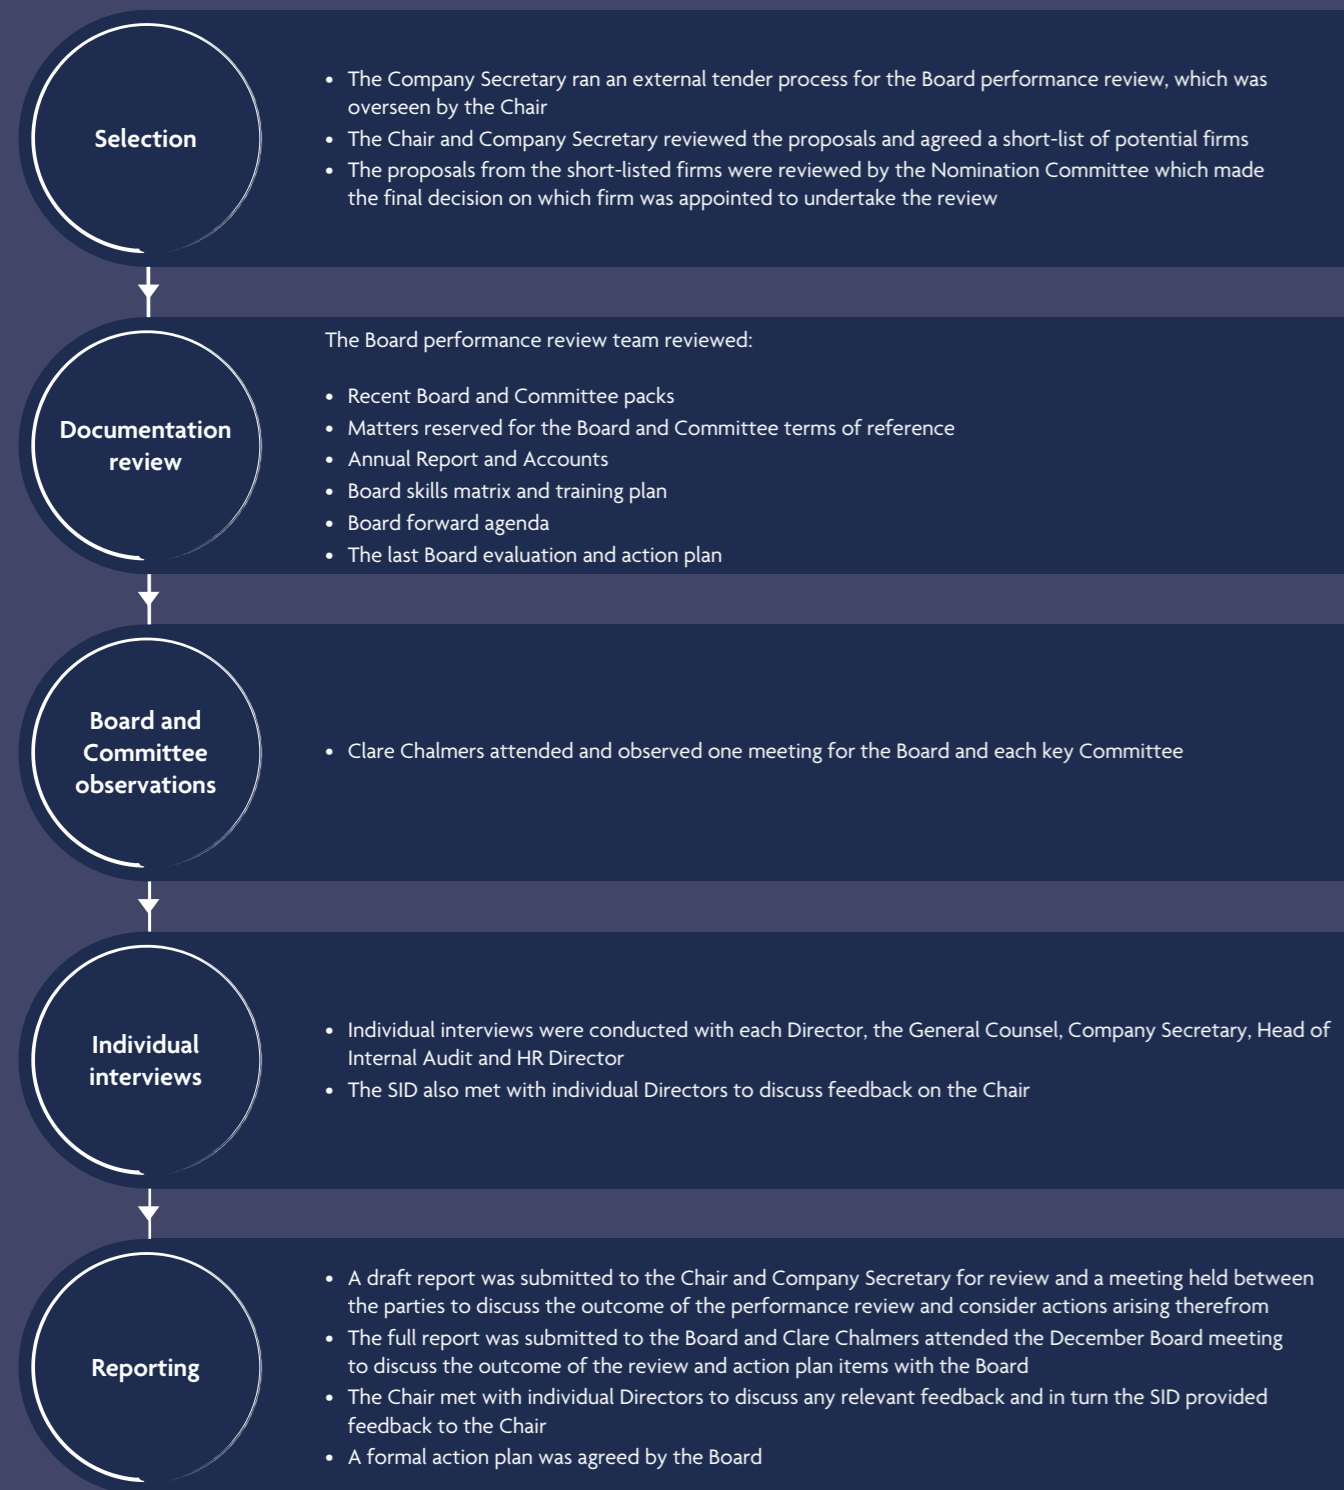 Selection
• The Company Secretary ran an external tender process for the Board performance review, which was
overseen by the Chair
• The Chair and Company Secretary reviewed the proposals and agreed a short-list of potential firms
• The proposals from the short-listed firms were reviewed by the Nomination Committee which made
the final decision on which firm was appointed to undertake the review
Documentation
review
The Board performance review team reviewed:
• Recent Board and Committee packs
• Matters reserved for the Board and Committee terms of reference
• Annual Report and Accounts
• Board skills matrix and training plan
• Board forward agenda
• The last Board evaluation and action plan
Board and
Committee
observations
• Clare Chalmers attended and observed one meeting for the Board and each key Committee
Individual
interviews
• Individual interviews were conducted with each Director, the General Counsel, Company Secretary, Head of
Internal Audit and HR Director
• The SID also met with individual Directors to discuss feedback on the Chair
Reporting
• A draft report was submitted to the Chair and Company Secretary for review and a meeting held between
the parties to discuss the outcome of the performance review and consider actions arising therefrom
• The full report was submitted to the Board and Clare Chalmers attended the December Board meeting
to discuss the outcome of the review and action plan items with the Board
• The Chair met with individual Directors to discuss any relevant feedback and in turn the SID provided
feedback to the Chair
• A formal action plan was agreed by the Board